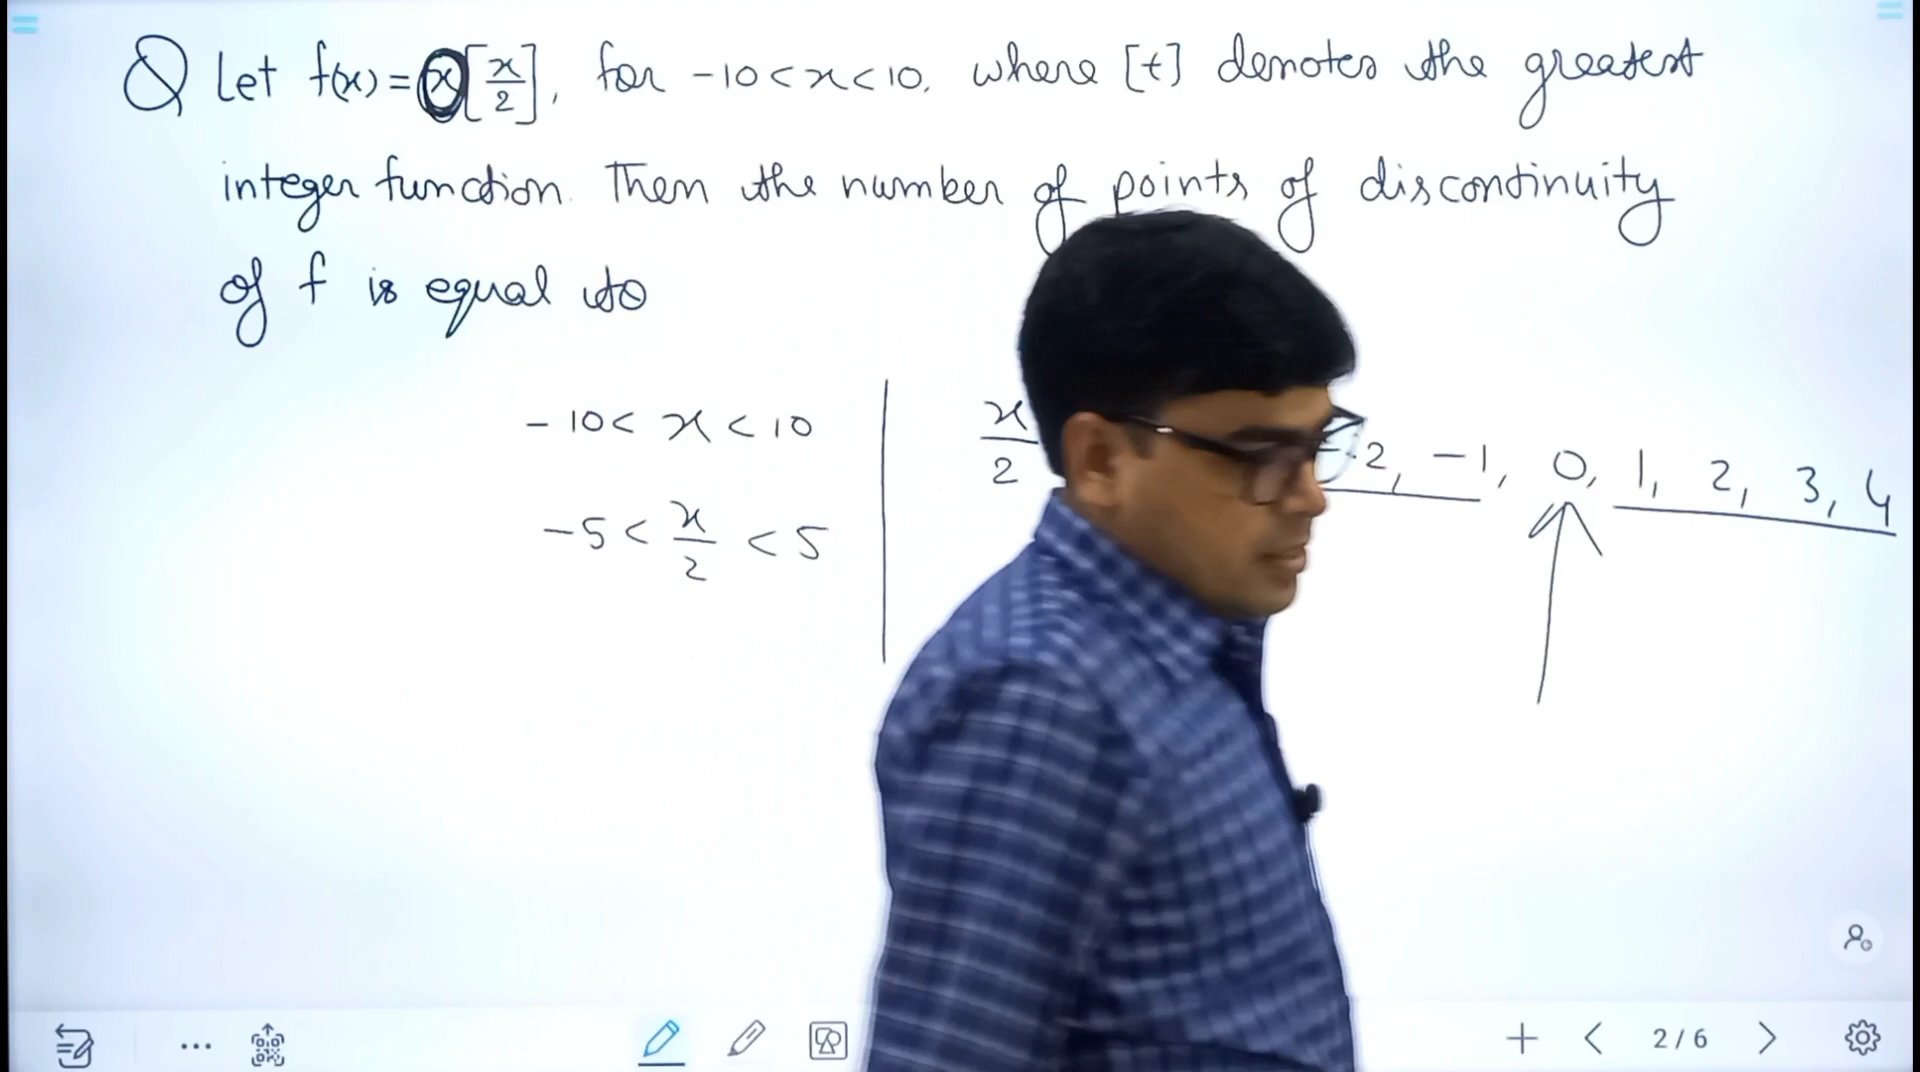 Q Let f(x) = x[x/2], for -10<x<10, where [t] denotes the greatest
integer function. Then the number of points of discontinuity
of f is equal to
-10 < x < 10
-5 < x/2 < 5
x/2
-2, -1, 0, 1, 2, 3, 4
2/6